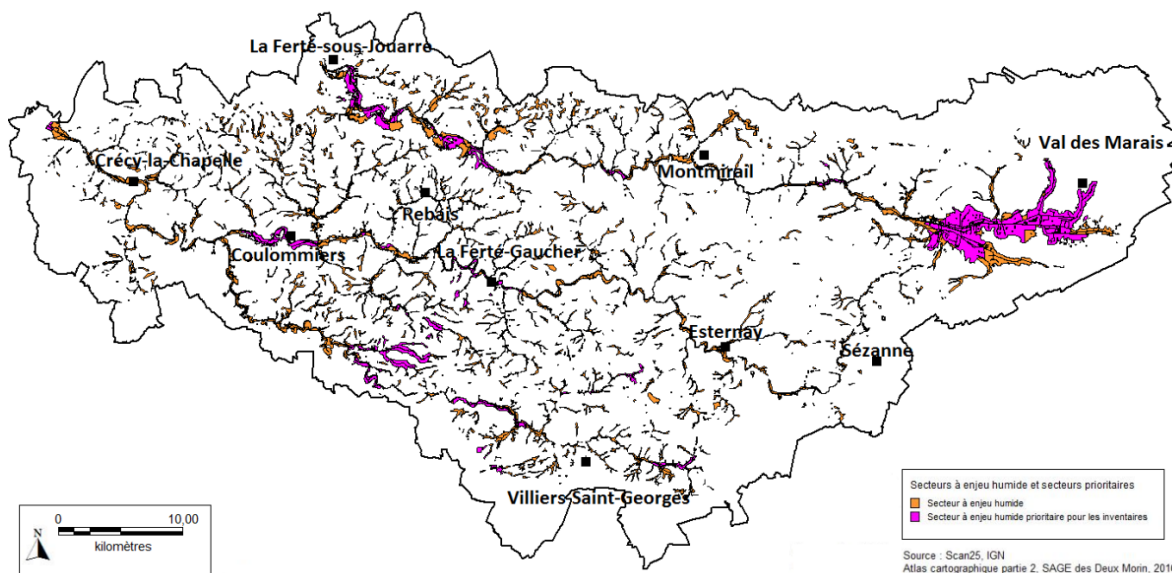 La Ferté-sous-Jouarre
Val des Marais
Crécy-la-Chapelle
Montmirail
Rebais
Coulommiers
La Ferté-Gaucher
Esternay
Sézanne
Villiers-Saint-Georges
Secteurs à enjeu humide et secteurs prioritaires
Secteur à enjeu humide
Secteur à enjeu humide prioritaire pour les inventaires
0 10,00
N
kilomètres
Source : Scan25, IGN
Atlas cartographique partie 2, SAGE des Deux Morin,